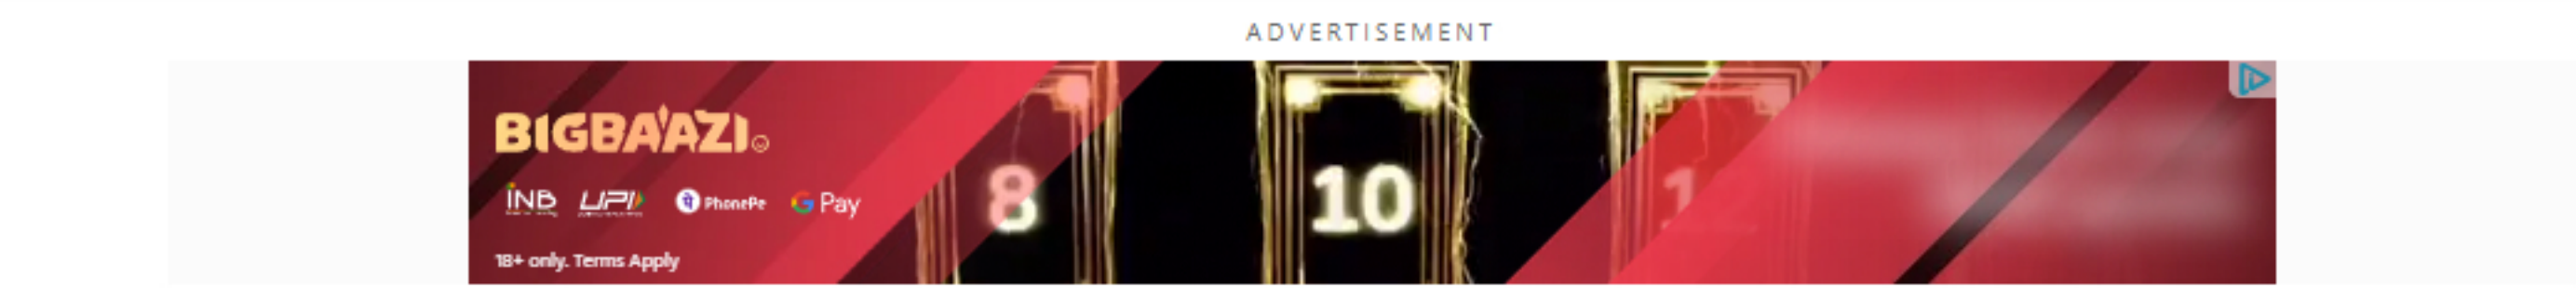 ADVERTISEMENT
BIGBAAZI
INB UPI PhonePe G Pay
8 10
18+ only. Terms Apply